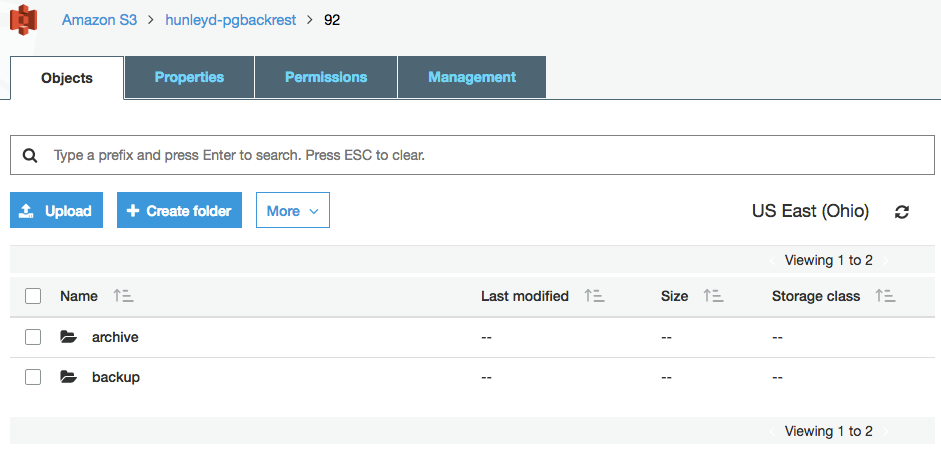 Amazon S3 > hunleyd-pgbackrest > 92
Objects Properties Permissions Management
Type a prefix and press Enter to search. Press ESC to clear.
Upload + Create folder More US East (Ohio)
Viewing 1 to 2
Name Last modified Size Storage class
archive -- -- --
backup -- -- --
Viewing 1 to 2